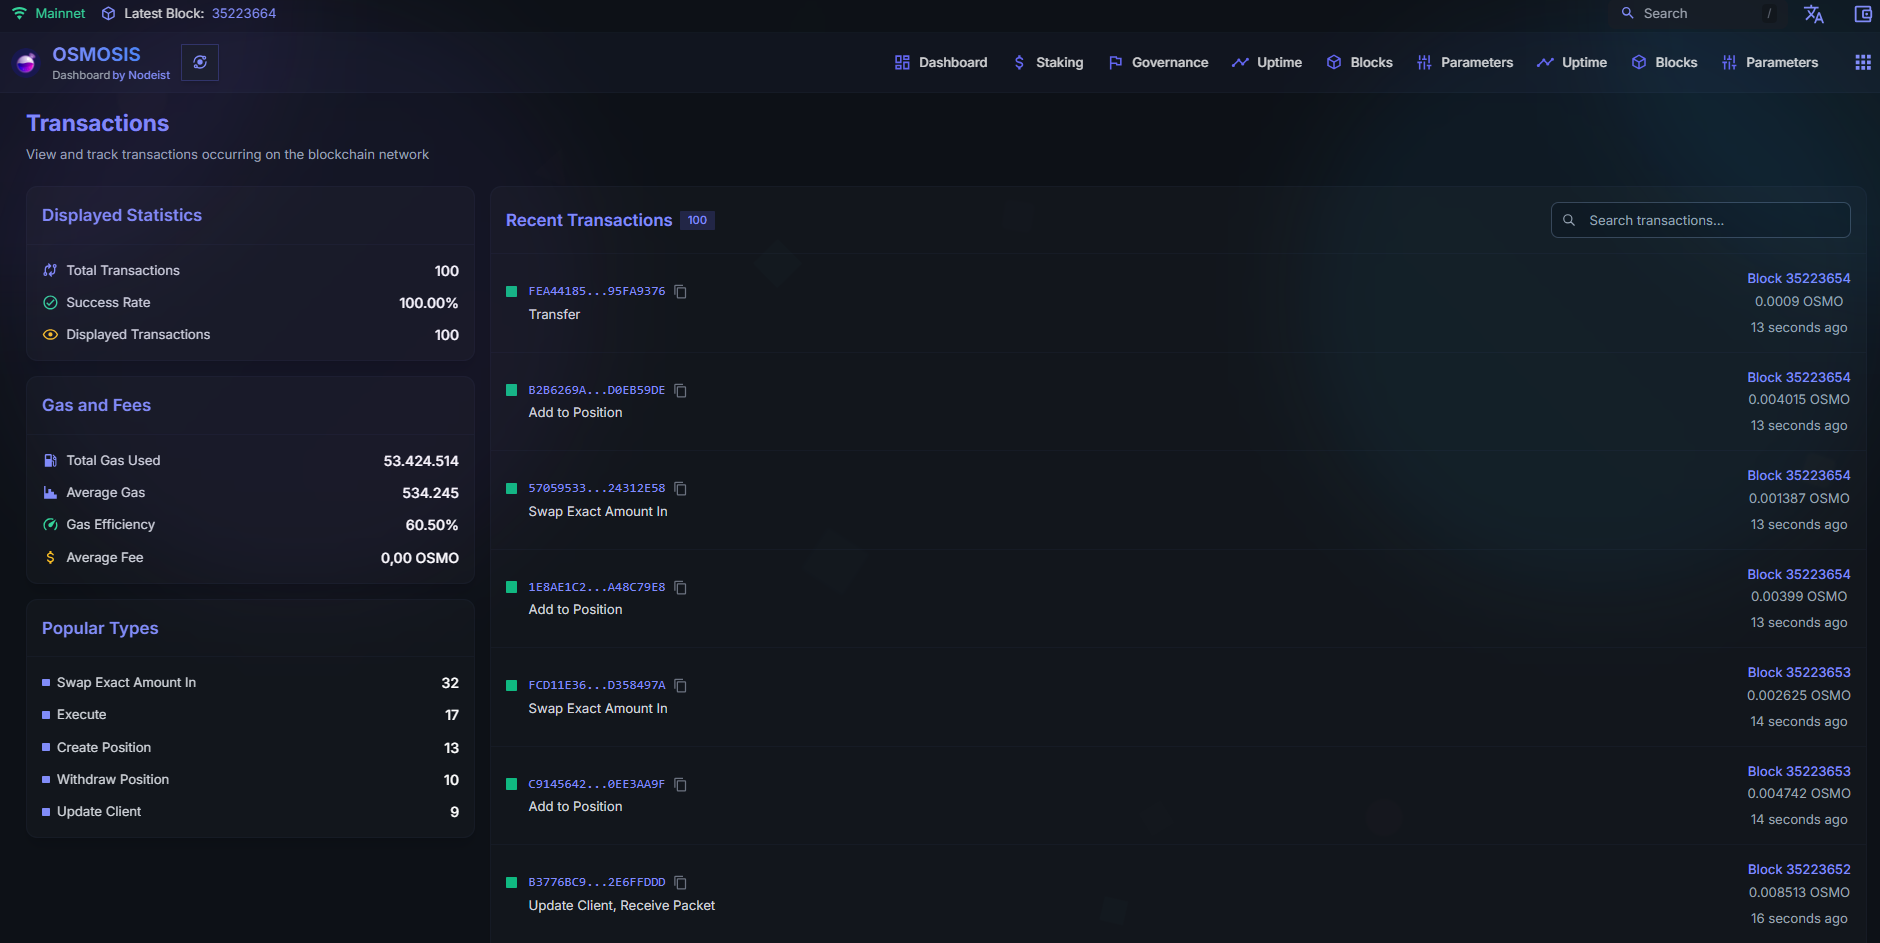 Mainnet Latest Block: 35223664 Search /
OSMOSIS
Dashboard by Nodeist
Dashboard Staking Governance Uptime Blocks Parameters Uptime Blocks Parameters
Transactions
View and track transactions occurring on the blockchain network
Displayed Statistics
Total Transactions 100
Success Rate 100.00%
Displayed Transactions 100
Gas and Fees
Total Gas Used 53.424.514
Average Gas 534.245
Gas Efficiency 60.50%
Average Fee 0,00 OSMO
Popular Types
Swap Exact Amount In 32
Execute 17
Create Position 13
Withdraw Position 10
Update Client 9
Recent Transactions 100
Search transactions...
FEA44185...95FA9376
Transfer
Block 35223654
0.0009 OSMO
13 seconds ago
B2B6269A...D0EB59DE
Add to Position
Block 35223654
0.004015 OSMO
13 seconds ago
57059533...24312E58
Swap Exact Amount In
Block 35223654
0.001387 OSMO
13 seconds ago
1E8AE1C2...A48C79E8
Add to Position
Block 35223654
0.00399 OSMO
13 seconds ago
FCD11E36...D358497A
Swap Exact Amount In
Block 35223653
0.002625 OSMO
14 seconds ago
C9145642...0EE3AA9F
Add to Position
Block 35223653
0.004742 OSMO
14 seconds ago
B3776BC9...2E6FFDDD
Update Client, Receive Packet
Block 35223652
0.008513 OSMO
16 seconds ago